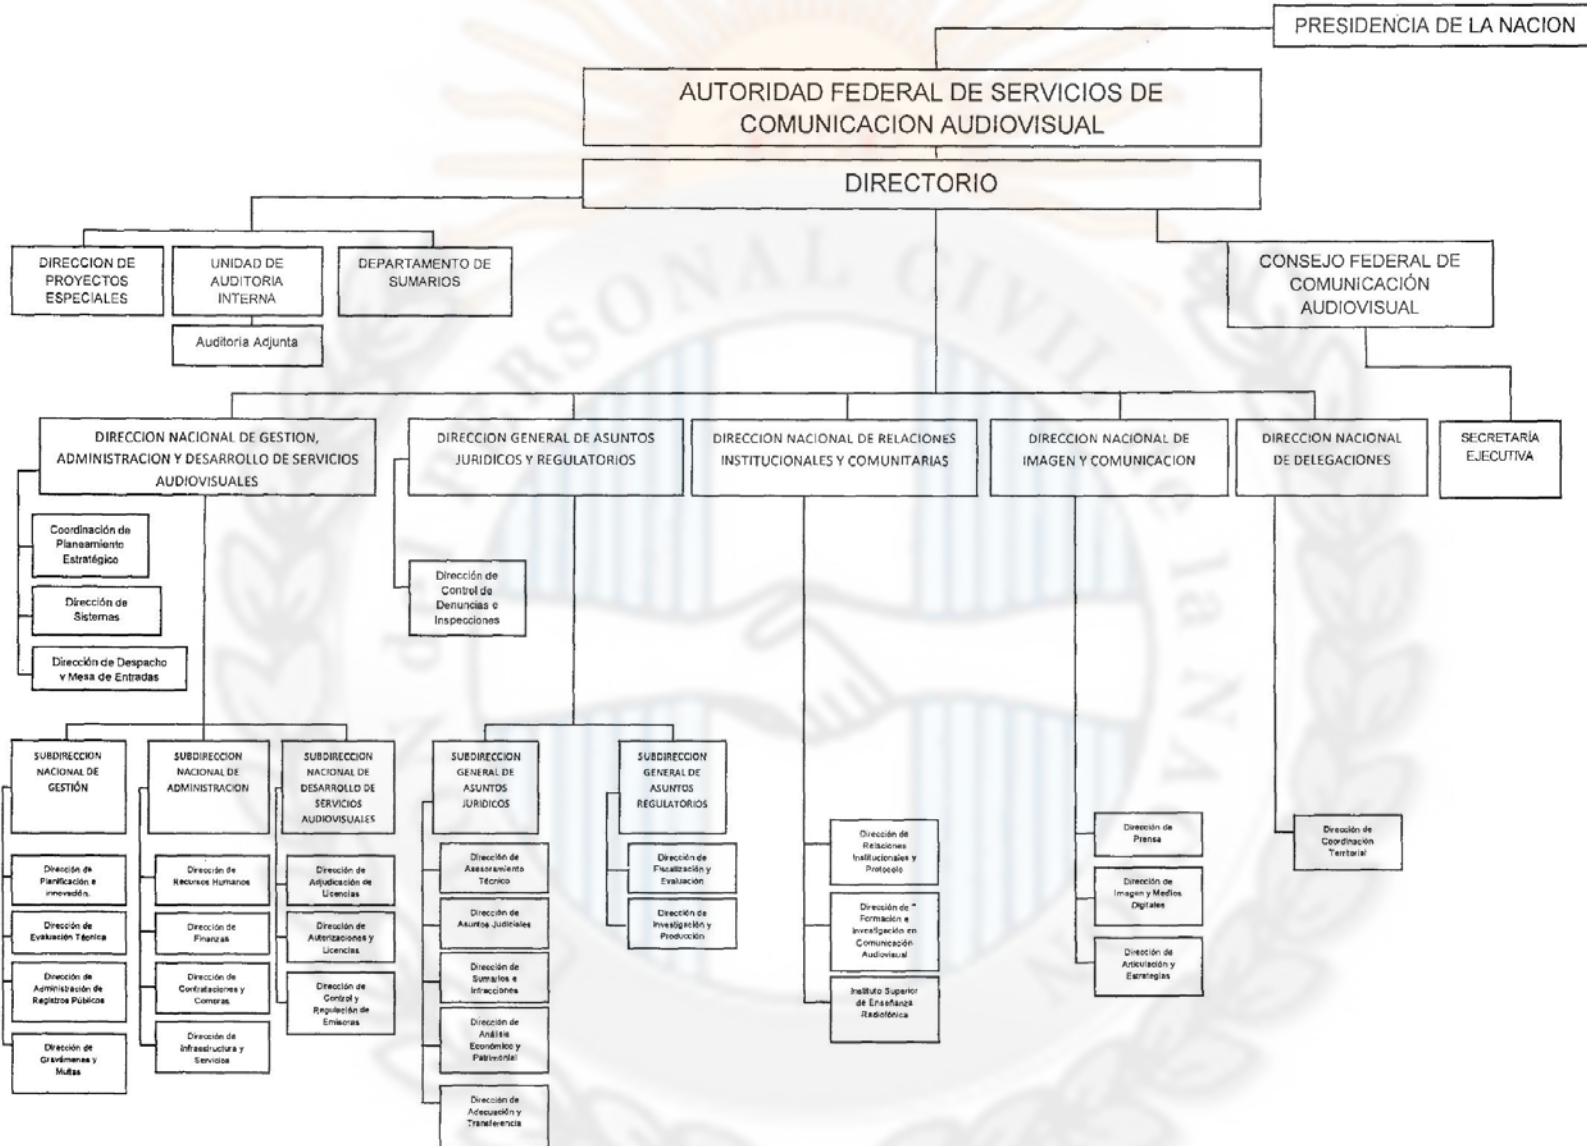 PRESIDENCIA DE LA NACION
AUTORIDAD FEDERAL DE SERVICIOS DE
COMUNICACION AUDIOVISUAL
DIRECTORIO
DIRECCION DE
PROYECTOS
ESPECIALES
UNIDAD DE
AUDITORIA
INTERNA
DEPARTAMENTO DE
SUMARIOS
Auditoria Adjunta
CONSEJO FEDERAL DE
COMUNICACIÓN
AUDIOVISUAL
DIRECCION NACIONAL DE GESTION,
ADMINISTRACION Y DESARROLLO DE SERVICIOS
AUDIOVISUALES
DIRECCION GENERAL DE ASUNTOS
JURIDICOS Y REGULATORIOS
DIRECCION NACIONAL DE RELACIONES
INSTITUCIONALES Y COMUNITARIAS
DIRECCION NACIONAL DE
IMAGEN Y COMUNICACION
DIRECCION NACIONAL
DE DELEGACIONES
SECRETARÍA
EJECUTIVA
Coordinación de
Planeamiento
Estratégico
Dirección de
Sistemas
Dirección de Despacho
y Mesa de Entradas
Dirección de
Control de
Denuncias e
Inspecciones
SUBDIRECCION
NACIONAL DE
GESTIÓN
SUBDIRECCION
NACIONAL DE
ADMINISTRACION
SUBDIRECCION
NACIONAL DE
DESARROLLO DE
SERVICIOS
AUDIOVISUALES
SUBDIRECCION
GENERAL DE
ASUNTOS
JURIDICOS
SUBDIRECCION
GENERAL DE
ASUNTOS
REGULATORIOS
Dirección de
Planificación e
innovación.
Dirección de
Evaluación Técnica
Dirección de
Administración de
Registros Públicos
Dirección de
Gravámenes y
Multas
Dirección de
Recursos Humanos
Dirección de
Finanzas
Dirección de
Contrataciones y
Compras
Dirección de
Infraestructura y
Servicios
Dirección de
Adjudicación de
Licencias
Dirección de
Autorizaciones y
Licencias
Dirección de
Control y
Regulación de
Emisoras
Dirección de
Asesoramiento
Técnico
Dirección de
Asuntos Judiciales
Dirección de
Sumarios e
Infracciones
Dirección de
Análisis
Económico y
Patrimonial
Dirección de
Adecuación y
Transferencia
Dirección de
Fiscalización y
Evaluación
Dirección de
Investigación y
Producción
Dirección de
Relaciones
Institucionales y
Protocolo
Dirección de
Formación e
Investigación en
Comunicación
Audiovisual
Instituto Superior
de Enseñanza
Radiofónica
Dirección de
Prensa
Dirección de
Imagen y Medios
Digitales
Dirección de
Articulación y
Estrategias
Dirección de
Coordinación
Territorial
PERSONAL CIVIL de la NA